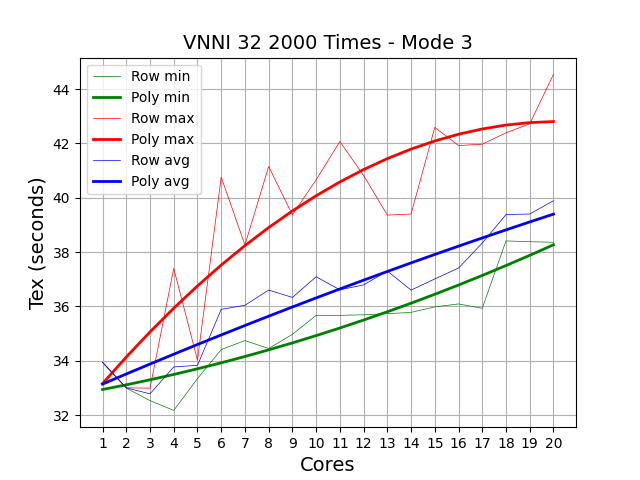 VNNI 32 2000 Times - Mode 3
Row min
Poly min
Row max
Poly max
Row avg
Poly avg
44
42
40
38
36
34
32
Tex (seconds)
1 2 3 4 5 6 7 8 9 10 11 12 13 14 15 16 17 18 19 20
Cores